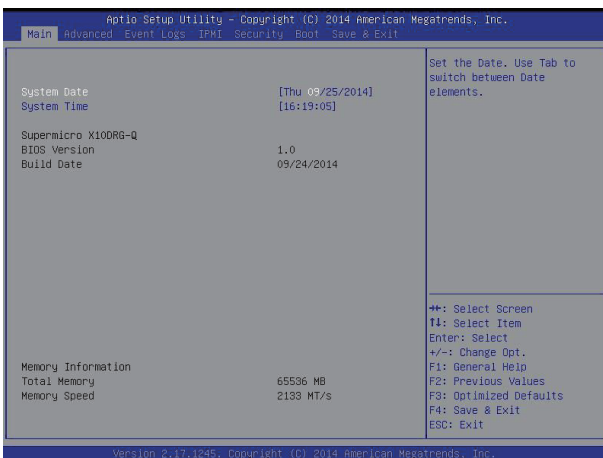 Aptio Setup Utility – Copyright (C) 2014 American Megatrends, Inc.
Main Advanced Event Logs IPMI Security Boot Save & Exit
System Date [Thu 09/25/2014]
System Time [16:19:05]
Supermicro X10DRG-Q
BIOS Version 1.0
Build Date 09/24/2014
Memory Information
Total Memory 65536 MB
Memory Speed 2133 MT/s
Set the Date. Use Tab to
switch between Date
elements.
→←: Select Screen
↑↓: Select Item
Enter: Select
+/-: Change Opt.
F1: General Help
F2: Previous Values
F3: Optimized Defaults
F4: Save & Exit
ESC: Exit
Version 2.17.1245. Copyright (C) 2014 American Megatrends, Inc.